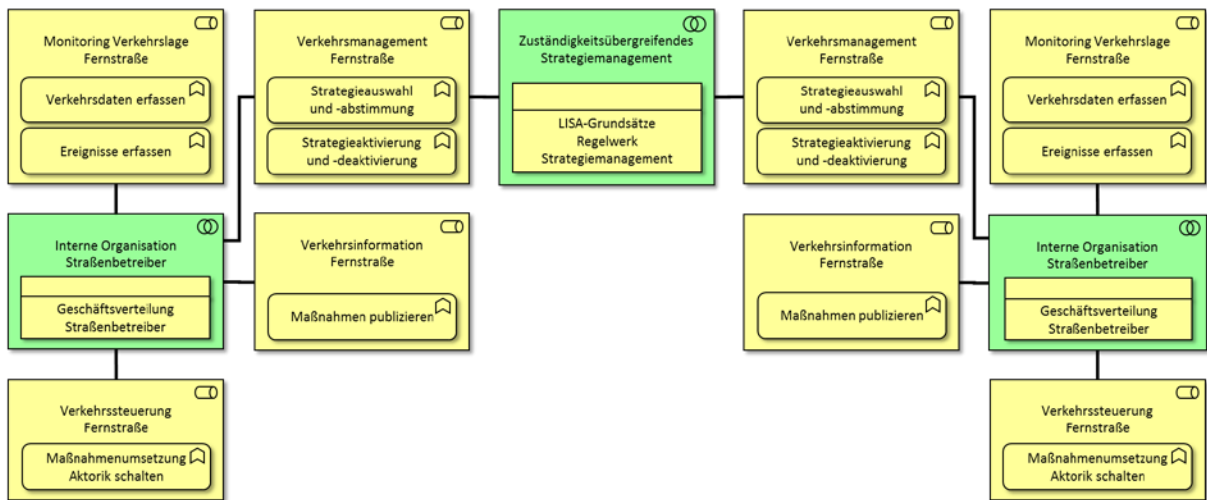 Monitoring Verkehrslage
Fernstraße
Verkehrsdaten erfassen
Ereignisse erfassen
Verkehrsmanagement
Fernstraße
Strategieauswahl
und -abstimmung
Strategieaktivierung
und -deaktivierung
Zuständigkeitsübergreifendes
Strategiemanagement
LISA-Grundsätze
Regelwerk
Strategiemanagement
Verkehrsmanagement
Fernstraße
Strategieauswahl
und -abstimmung
Strategieaktivierung
und -deaktivierung
Monitoring Verkehrslage
Fernstraße
Verkehrsdaten erfassen
Ereignisse erfassen
Interne Organisation
Straßenbetreiber
Geschäftsverteilung
Straßenbetreiber
Verkehrsinformation
Fernstraße
Maßnahmen publizieren
Verkehrsinformation
Fernstraße
Maßnahmen publizieren
Interne Organisation
Straßenbetreiber
Geschäftsverteilung
Straßenbetreiber
Verkehrssteuerung
Fernstraße
Maßnahmenumsetzung
Aktorik schalten
Verkehrssteuerung
Fernstraße
Maßnahmenumsetzung
Aktorik schalten